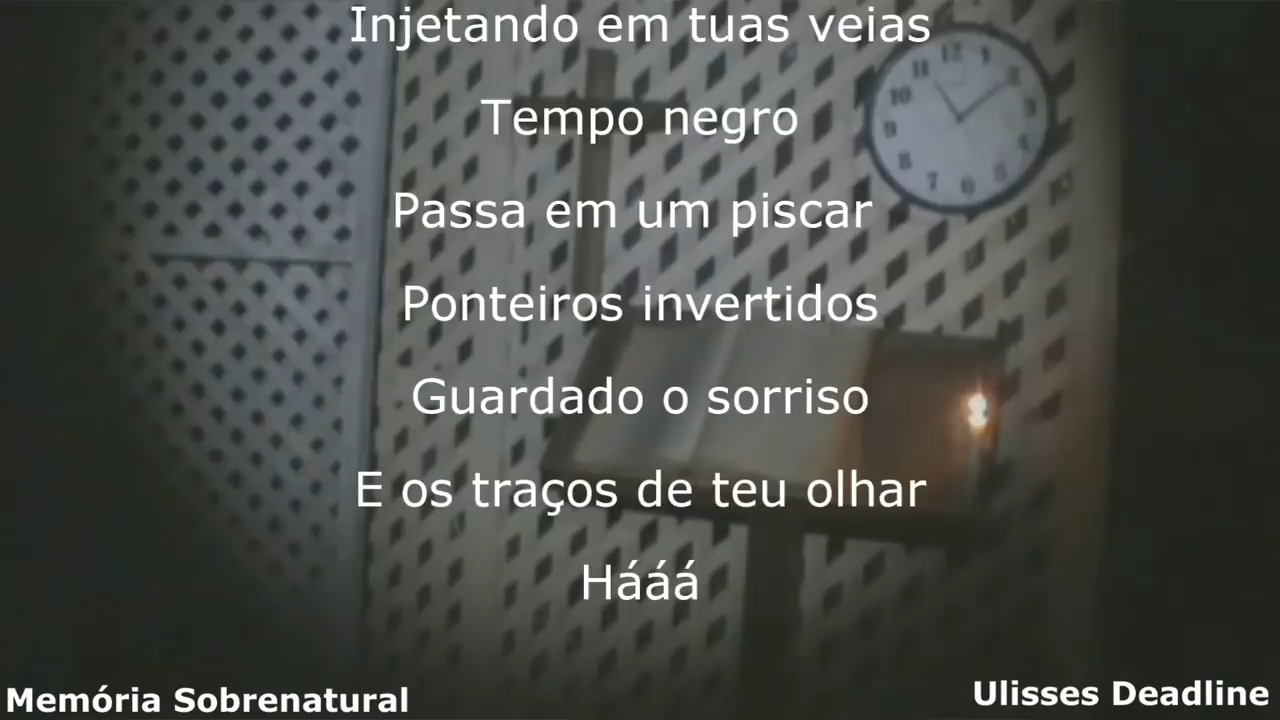 Injetando em tuas veias
Tempo negro
Passa em um piscar
Ponteiros invertidos
Guardado o sorriso
E os traços de teu olhar
Hááá
Memória Sobrenatural
Ulisses Deadline